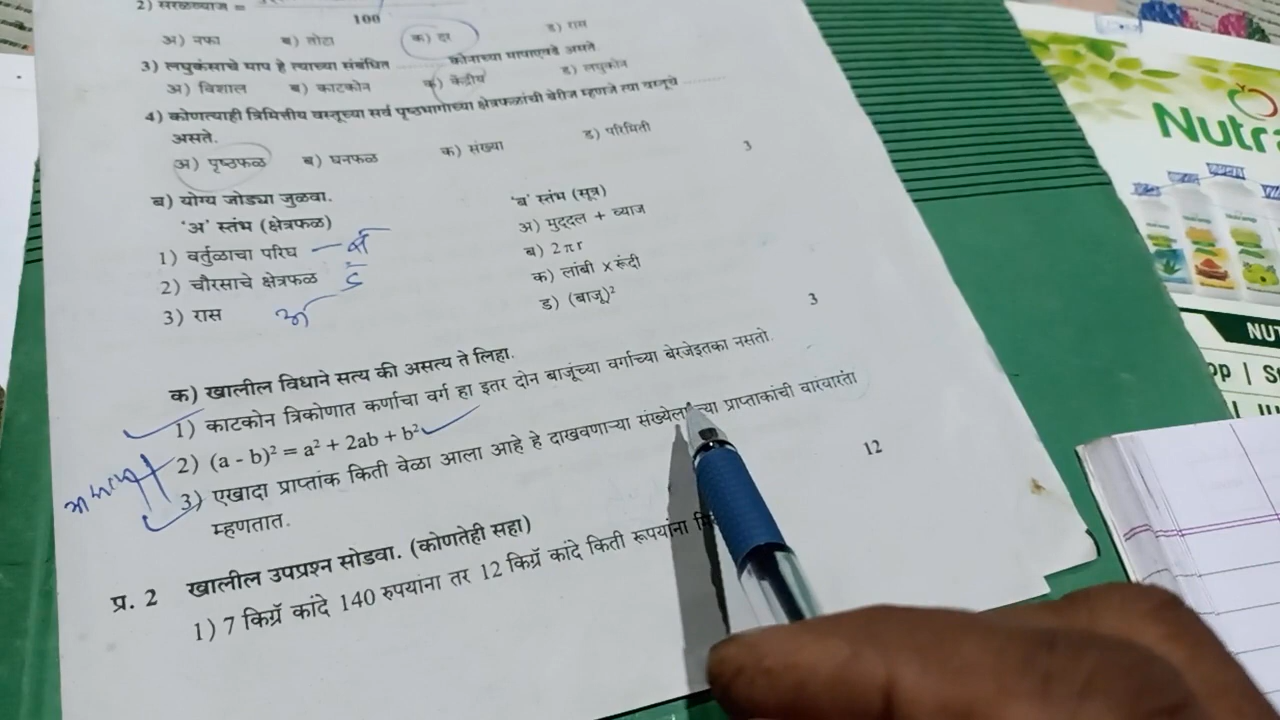 2) सरळव्याज =
100
अ) नफा ब) तोटा क) दर ड) रास
3) लघुकंसाचे माप हे त्याच्या संबंधित ........ कोनाच्या मापाएवढे असते.
अ) विशाल ब) काटकोन क) केंद्रीय ड) लघुकोन
4) कोणत्याही त्रिमितीय वस्तूच्या सर्व पृष्ठभागाच्या क्षेत्रफळांची बेरीज म्हणजे त्या वस्तूचे ........
असते.
अ) पृष्ठफळ ब) घनफळ क) संख्या ड) परिमिती
ब) योग्य जोड्या जुळवा. 3
'अ' स्तंभ (क्षेत्रफळ) 'ब' स्तंभ (सूत्र)
1) वर्तुळाचा परिघ — ब अ) मुद्दल + व्याज
2) चौरसाचे क्षेत्रफळ ड ब) 2πr
3) रास अ क) लांबी x रूंदी
ड) (बाजू)²
क) खालील विधाने सत्य की असत्य ते लिहा. 3
1) काटकोन त्रिकोणात कर्णाचा वर्ग हा इतर दोन बाजूंच्या वर्गाच्या बेरजेइतका नसतो.
2) (a - b)² = a² + 2ab + b²
3) एखादा प्राप्तांक किती वेळा आला आहे हे दाखवणाऱ्या संख्येला त्या प्राप्तांकांची वारंवारंता
म्हणतात.
प्र. 2 खालील उपप्रश्न सोडवा. (कोणतेही सहा) 12
1) 7 किग्रॅ कांदे 140 रुपयांना तर 12 किग्रॅ कांदे किती रूपयांना
Nutra
NUT